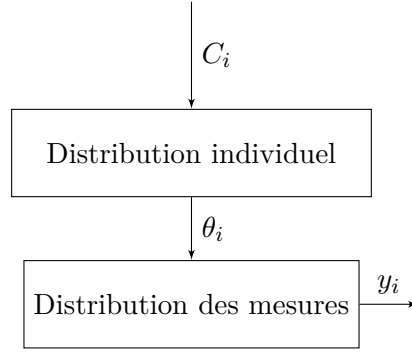 C_i
Distribution individuel
θ_i
Distribution des mesures
y_i